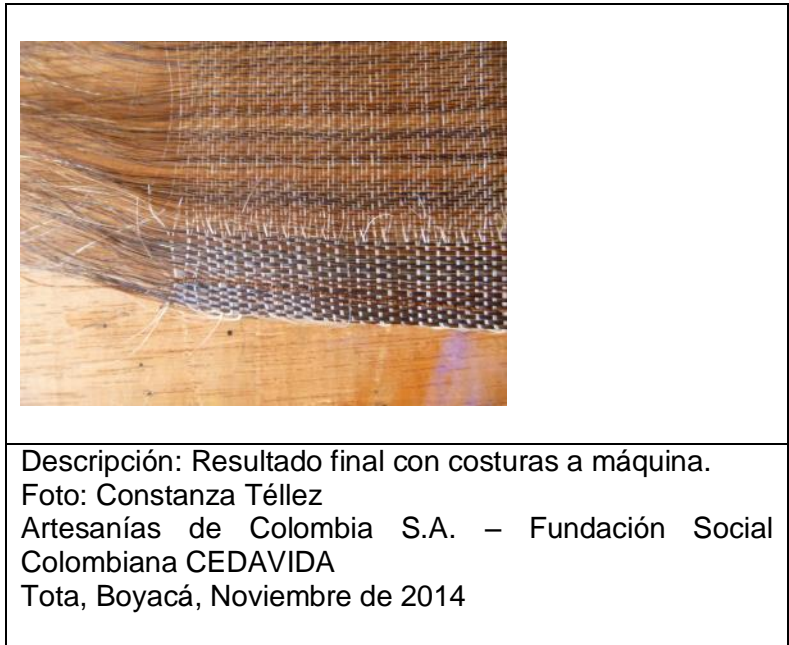 Descripción: Resultado final con costuras a máquina.
Foto: Constanza Téllez
Artesanías de Colombia S.A. – Fundación Social
Colombiana CEDAVIDA
Tota, Boyacá, Noviembre de 2014